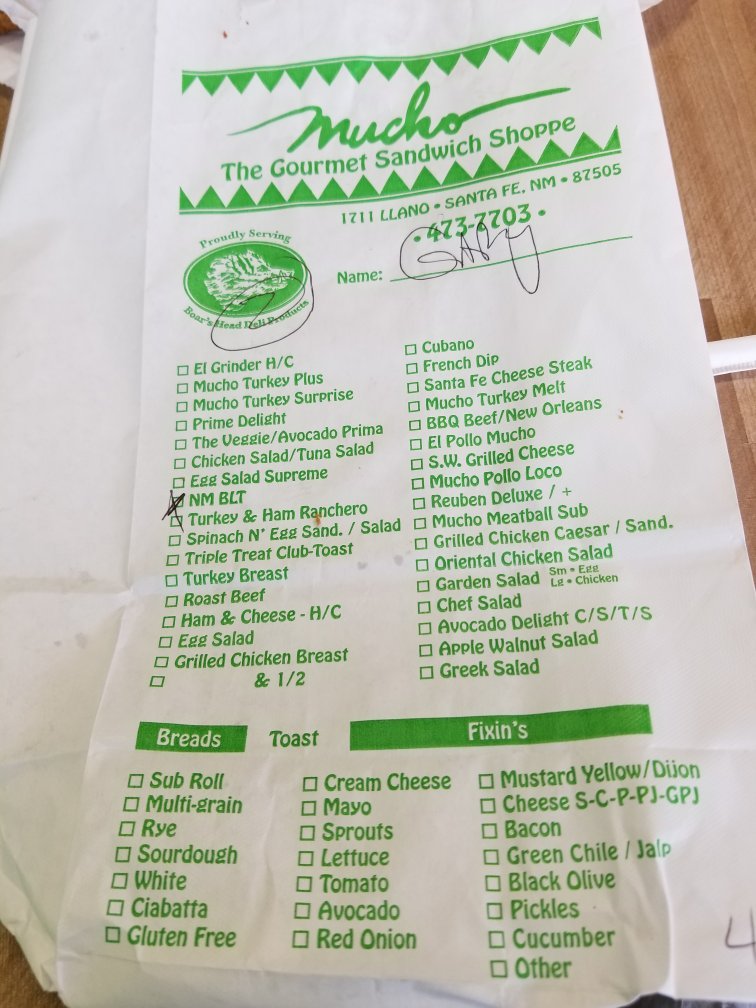 Mucho
The Gourmet Sandwich Shoppe
1711 LLANO • SANTA FE, NM • 87505
• 473-7703 •
Proudly Serving
Boar's Head Deli Products
2
Name: GARY
El Grinder H/C
Mucho Turkey Plus
Mucho Turkey Surprise
Prime Delight
The Veggie/Avocado Prima
Chicken Salad/Tuna Salad
Egg Salad Supreme
NM BLT
Turkey & Ham Ranchero
Spinach N' Egg Sand. / Salad
Triple Treat Club-Toast
Turkey Breast
Roast Beef
Ham & Cheese - H/C
Egg Salad
Grilled Chicken Breast
& 1/2
Cubano
French Dip
Santa Fe Cheese Steak
Mucho Turkey Melt
BBQ Beef/New Orleans
El Pollo Mucho
S.W. Grilled Cheese
Mucho Pollo Loco
Reuben Deluxe / +
Mucho Meatball Sub
Grilled Chicken Caesar / Sand.
Oriental Chicken Salad
Garden Salad Sm • Egg
Lg • Chicken
Chef Salad
Avocado Delight C/S/T/S
Apple Walnut Salad
Greek Salad
Breads
Toast
Fixin's
Sub Roll
Multi-grain
Rye
Sourdough
White
Ciabatta
Gluten Free
Cream Cheese
Mayo
Sprouts
Lettuce
Tomato
Avocado
Red Onion
Mustard Yellow/Dijon
Cheese S-C-P-PJ-GPJ
Bacon
Green Chile / Jalp
Black Olive
Pickles
Cucumber
Other
4